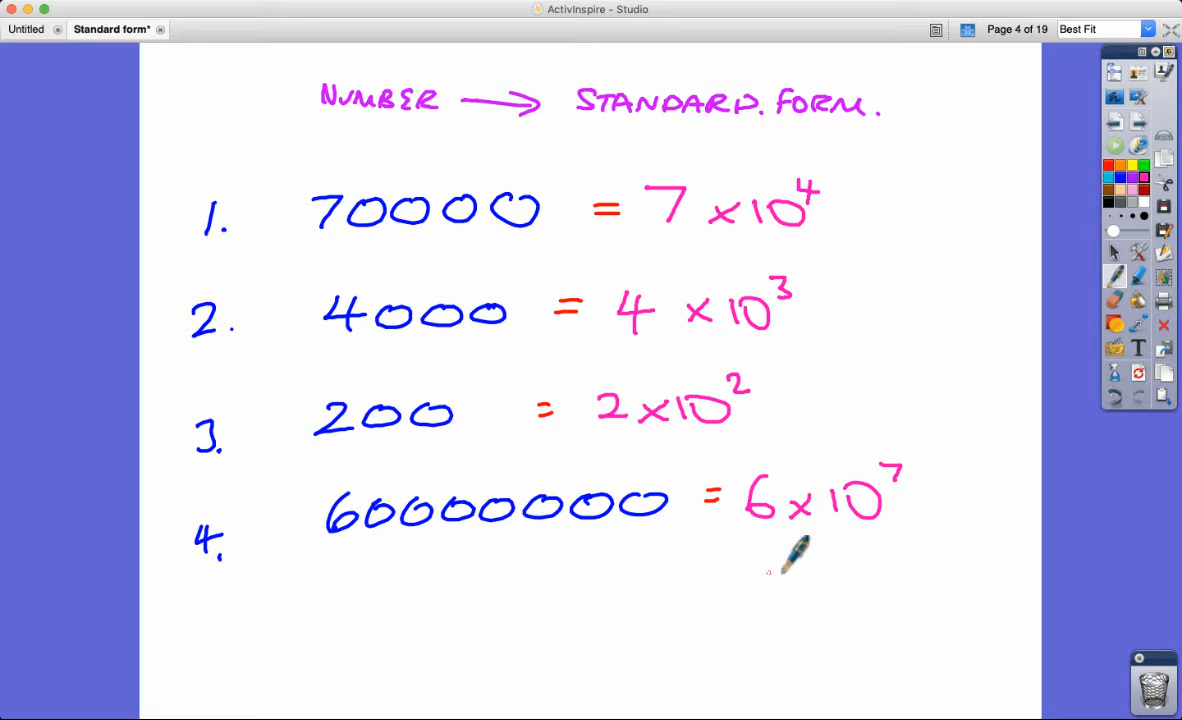 ActivInspire - Studio
Untitled Standard form* Page 4 of 19 Best Fit
NUMBER → STANDARD. FORM.
1. 70000 = 7 × 10⁴
2. 4000 = 4 × 10³
3. 200 = 2 × 10²
4. 60000000 = 6 × 10⁷